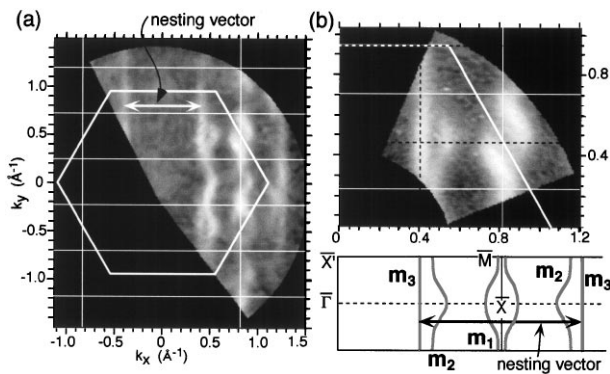 (a)
nesting vector
1.0
0.5
0
-0.5
-1.0
k_y (Å⁻¹)
-1.0 -0.5 0 0.5 1.0 1.5
k_x (Å⁻¹)
(b)
0.8
0.4
0 0.4 0.8 1.2
X̄' M̄
m₃ m₂ m₃
Γ̄ X̄
m₁
m₂ nesting vector